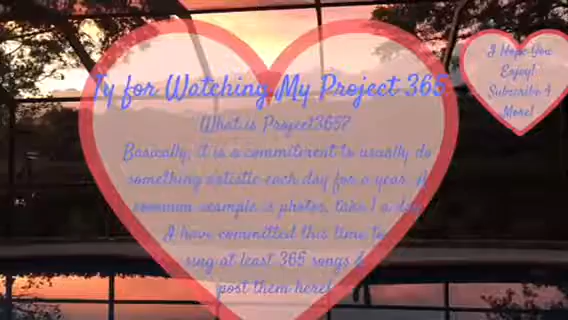 Ty for Watching My Project 365
What is Project365?
Basically, it is a commitment to usually do
something artistic each day for a year. A
common example is photos, take 1 a day
I have committed this time to
sing at least 365 songs &
post them here!
I Hope You
Enjoy!
Subscribe 4
More!